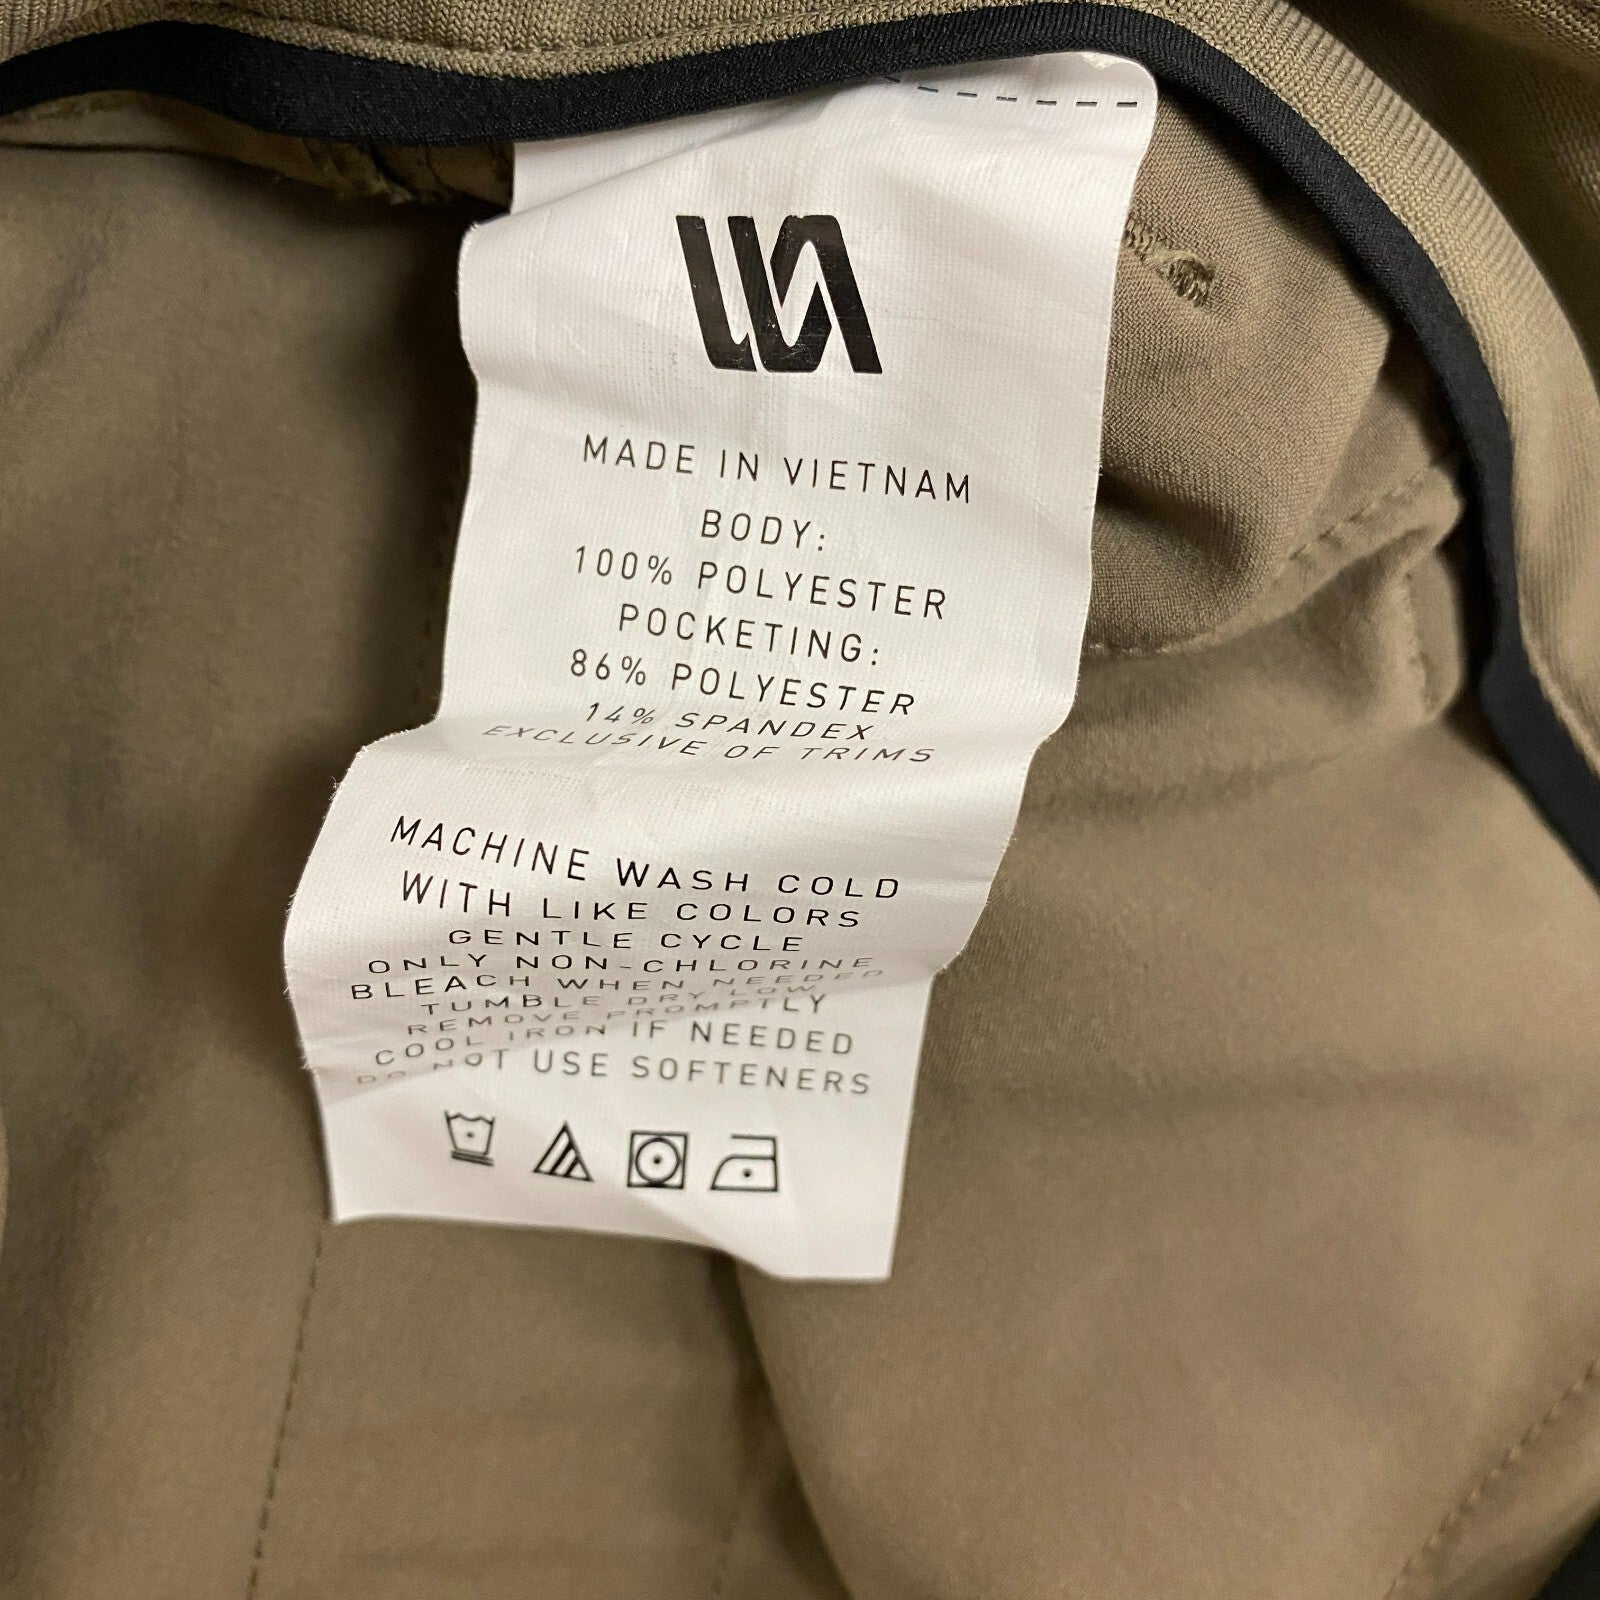 MADE IN VIETNAM
BODY:
100% POLYESTER
POCKETING:
86% POLYESTER
14% SPANDEX
EXCLUSIVE OF TRIMS
MACHINE WASH COLD
WITH LIKE COLORS
GENTLE CYCLE
ONLY NON-CHLORINE
BLEACH WHEN NEEDED
TUMBLE DRY LOW
REMOVE PROMPTLY
COOL IRON IF NEEDED
DO NOT USE SOFTENERS